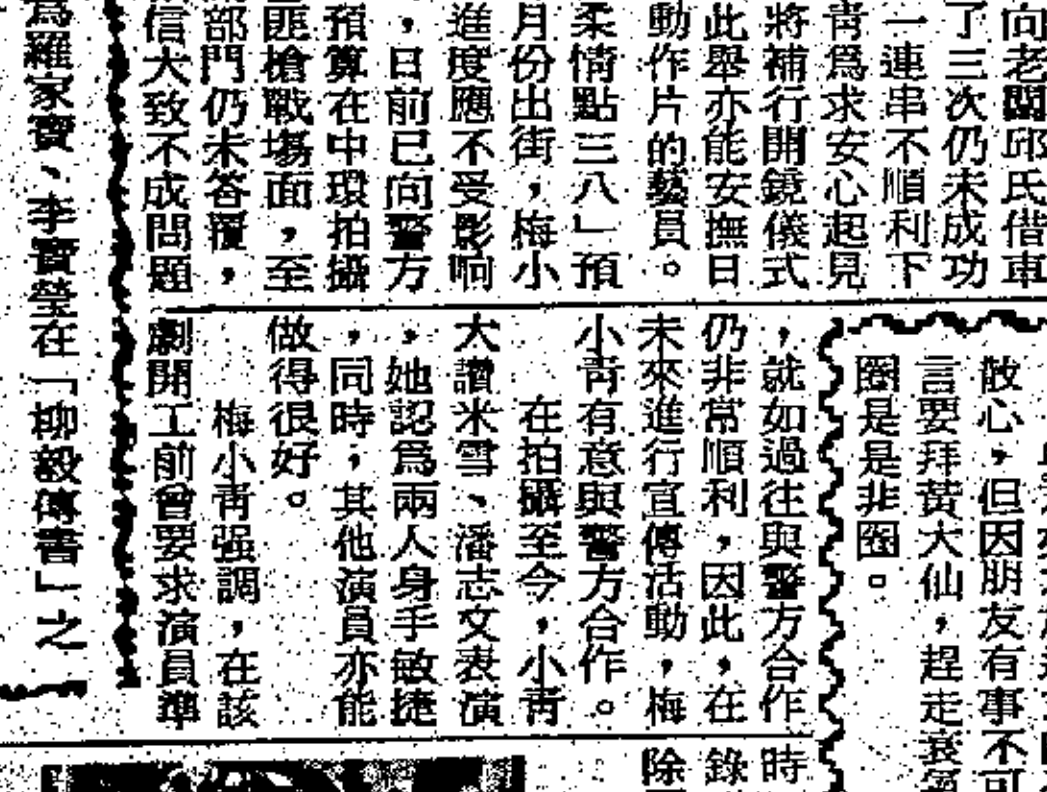 向老闆邱氏借車
了三次仍未成功
一連串不順利下
青爲求安心起見
將補行開鏡儀式
此舉亦能安撫日
動作片的藝員。
柔情點三八」預
月份出街，梅小
進度應不受影响
，日前已向警方
預算在中環拍攝
匪槍戰場面，至
部門仍未答覆，
信大致不成問題
散心，但因朋友有事不可
言要拜黃大仙，趕走衰氣
圈是是非圈。
，就如過往與警方合作
仍非常順利，因此，在
未來進行宣傳活動，梅
小青有意與警方合作。
在拍攝至今，小青
大讚米雪、潘志文表演
，她認爲兩人身手敏捷
，同時，其他演員亦能
做得很好。
梅小青强調，在該
劇開工前曾要求演員準
爲羅家寶、李寶瑩在「柳毅傳書」之
時
錄
除